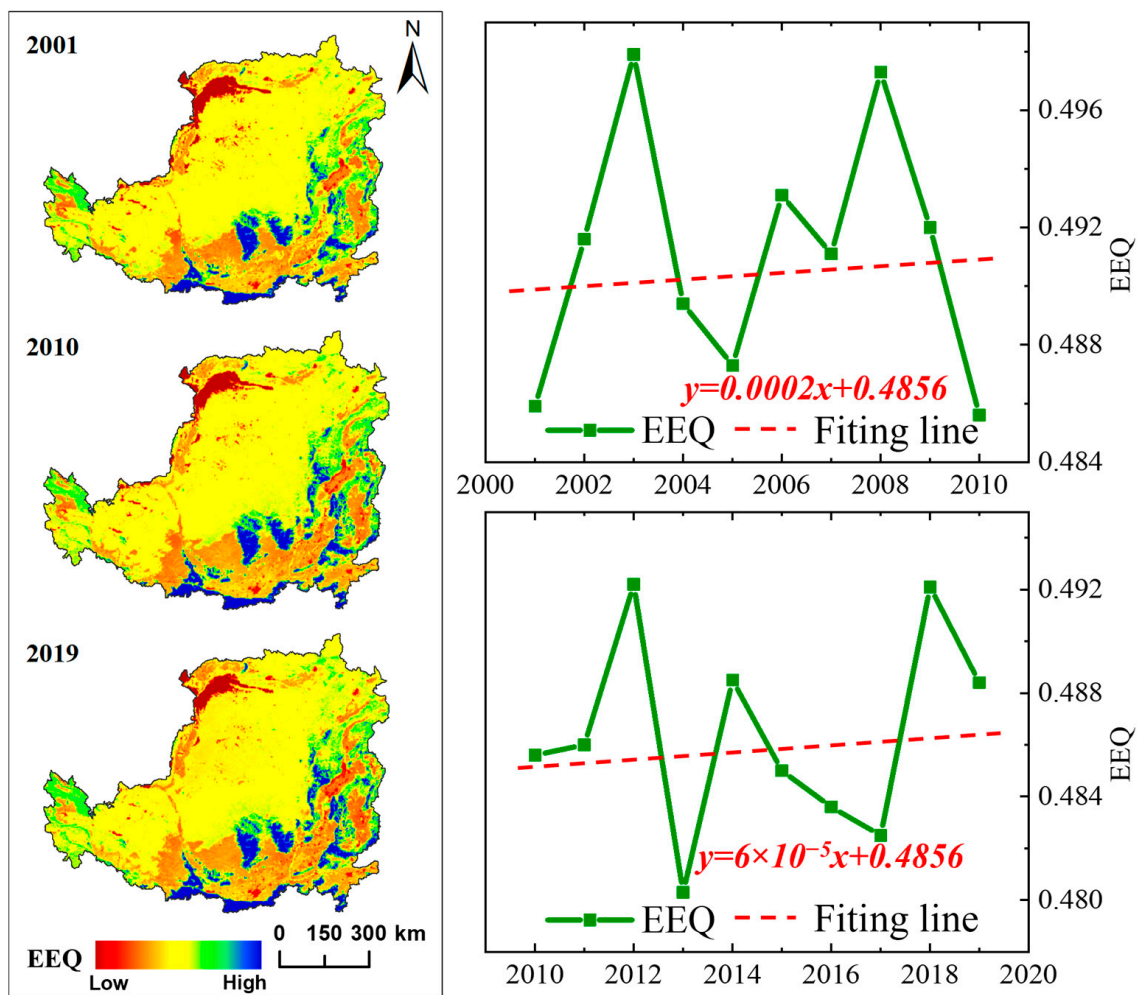 2001
N
2010
2019
EEQ
Low
High
0 150 300 km
0.496
0.492
0.488
0.484
EEQ
y=0.0002x+0.4856
EEQ
Fiting line
2000 2002 2004 2006 2008 2010
0.492
0.488
0.484
0.480
EEQ
y=6×10⁻⁵x+0.4856
EEQ
Fiting line
2010 2012 2014 2016 2018 2020